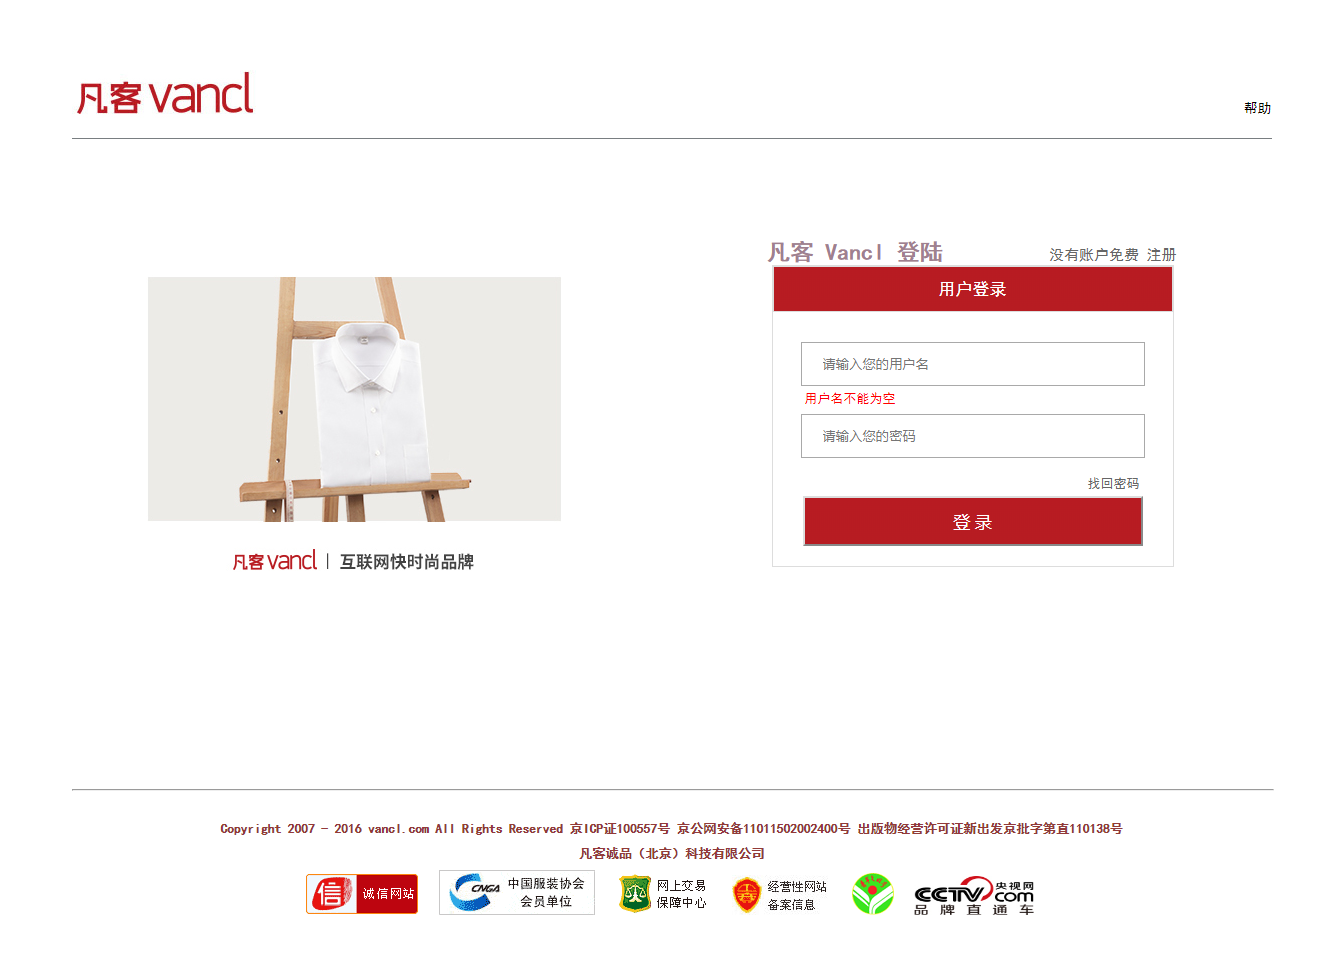 凡客 vancl
帮助
凡客 Vancl 登陆
没有账户免费 注册
用户登录
请输入您的用户名
用户名不能为空
请输入您的密码
找回密码
登 录
凡客 vancl | 互联网快时尚品牌
Copyright 2007 - 2016 vancl.com All Rights Reserved 京ICP证100557号 京公网安备11011502002400号 出版物经营许可证新出发京批字第直110138号
凡客诚品（北京）科技有限公司
信 诚信网站
CNGA 中国服装协会
会员单位
网上交易
保障中心
经营性网站
备案信息
CCTV.com 央视网
品牌直通车